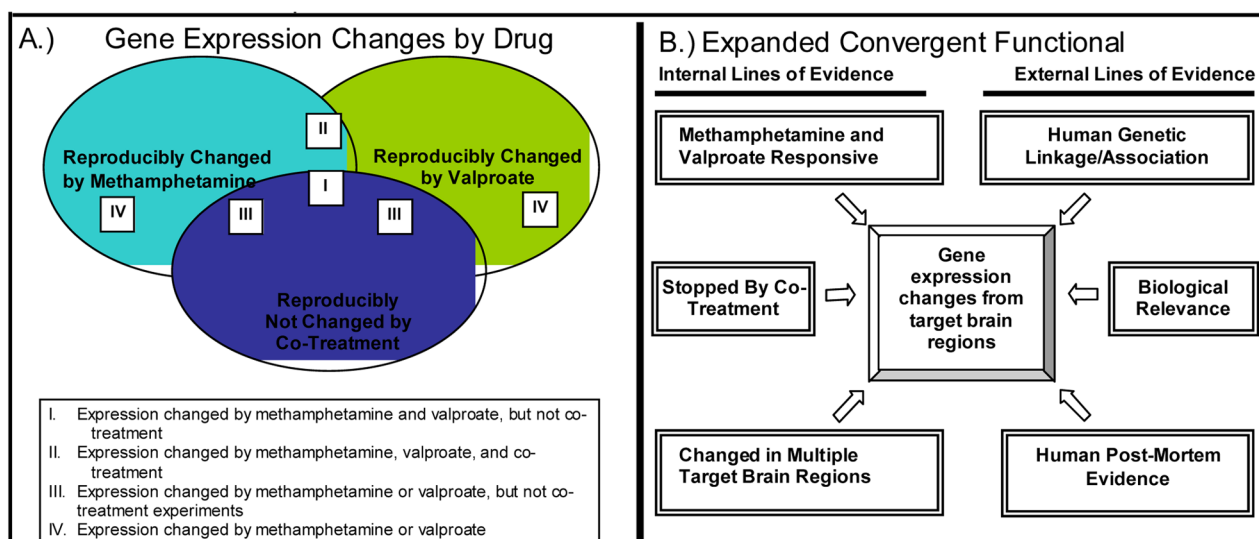 A.) Gene Expression Changes by Drug
II
Reproducibly Changed
by Methamphetamine
Reproducibly Changed
by Valproate
I
IV
III
III
IV
Reproducibly
Not Changed by
Co-Treatment
I. Expression changed by methamphetamine and valproate, but not co-
treatment
II. Expression changed by methamphetamine, valproate, and co-
treatment
III. Expression changed by methamphetamine or valproate, but not co-
treatment experiments
IV. Expression changed by methamphetamine or valproate
B.) Expanded Convergent Functional
Internal Lines of Evidence
External Lines of Evidence
Methamphetamine and
Valproate Responsive
Human Genetic
Linkage/Association
Stopped By Co-
Treatment
Gene
expression
changes from
target brain
regions
Biological
Relevance
Changed in Multiple
Target Brain Regions
Human Post-Mortem
Evidence